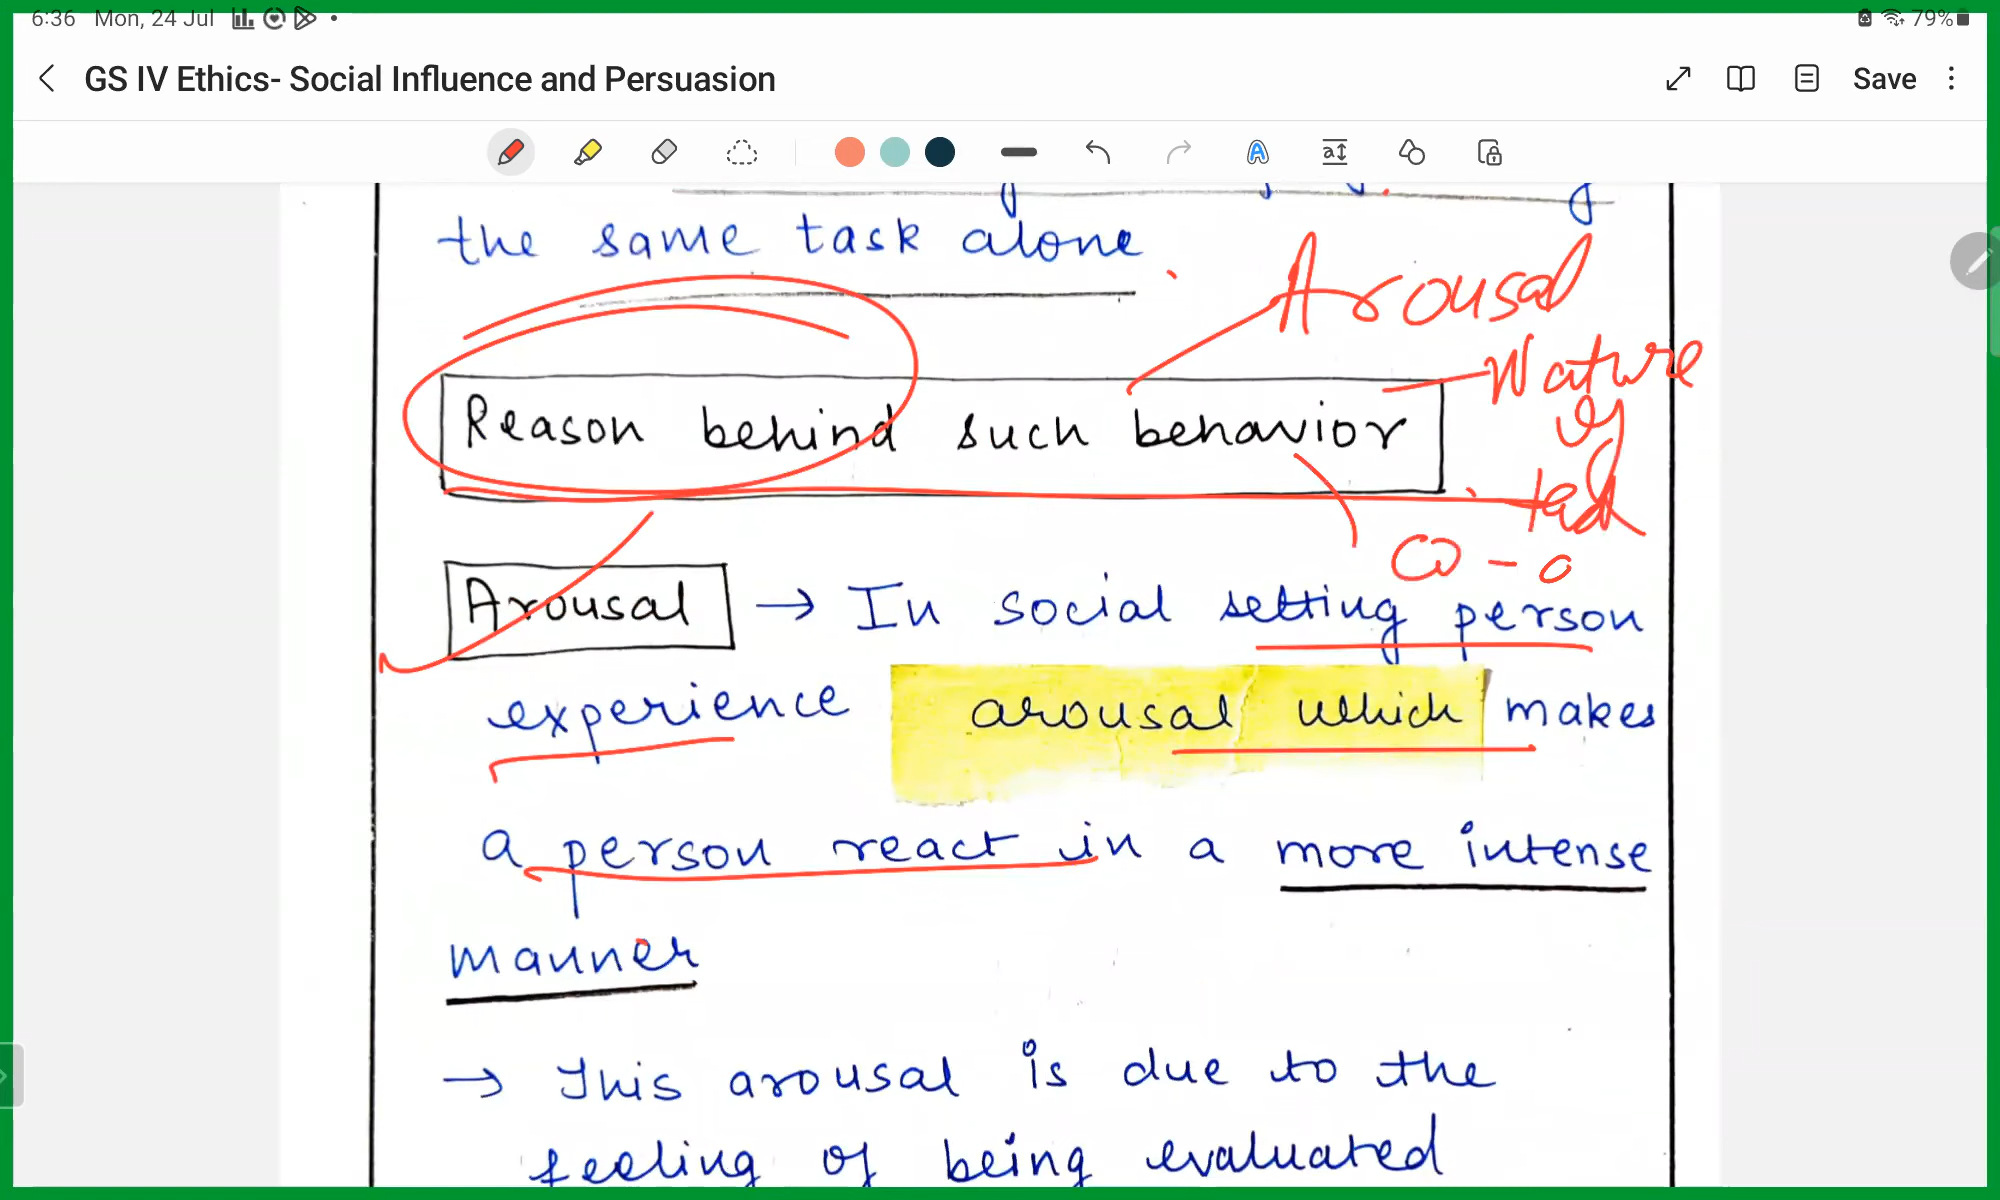 6:36 Mon, 24 Jul
79%
GS IV Ethics- Social Influence and Persuasion
Save
the same task alone.
Arousal
Nature
of
Reason behind such behavior
task
Co - a
Arousal → In social setting person
experience arousal which makes
a person react in a more intense
manner
→ This arousal is due to the
feeling of being evaluated